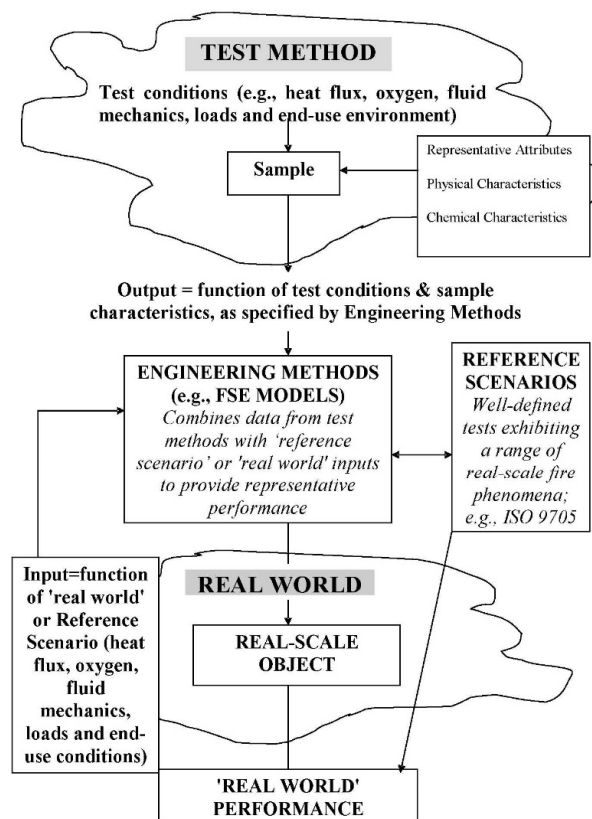 TEST METHOD
Test conditions (e.g., heat flux, oxygen, fluid
mechanics, loads and end-use environment)
Sample
Representative Attributes
Physical Characteristics
Chemical Characteristics
Output = function of test conditions & sample
characteristics, as specified by Engineering Methods
ENGINEERING METHODS
(e.g., FSE MODELS)
Combines data from test
methods with ‘reference
scenario’ or 'real world' inputs
to provide representative
performance
REFERENCE
SCENARIOS
Well-defined
tests exhibiting
a range of
real-scale fire
phenomena;
e.g., ISO 9705
Input=function
of 'real world'
or Reference
Scenario (heat
flux, oxygen,
fluid
mechanics,
loads and end-
use conditions)
REAL WORLD
REAL-SCALE
OBJECT
'REAL WORLD'
PERFORMANCE